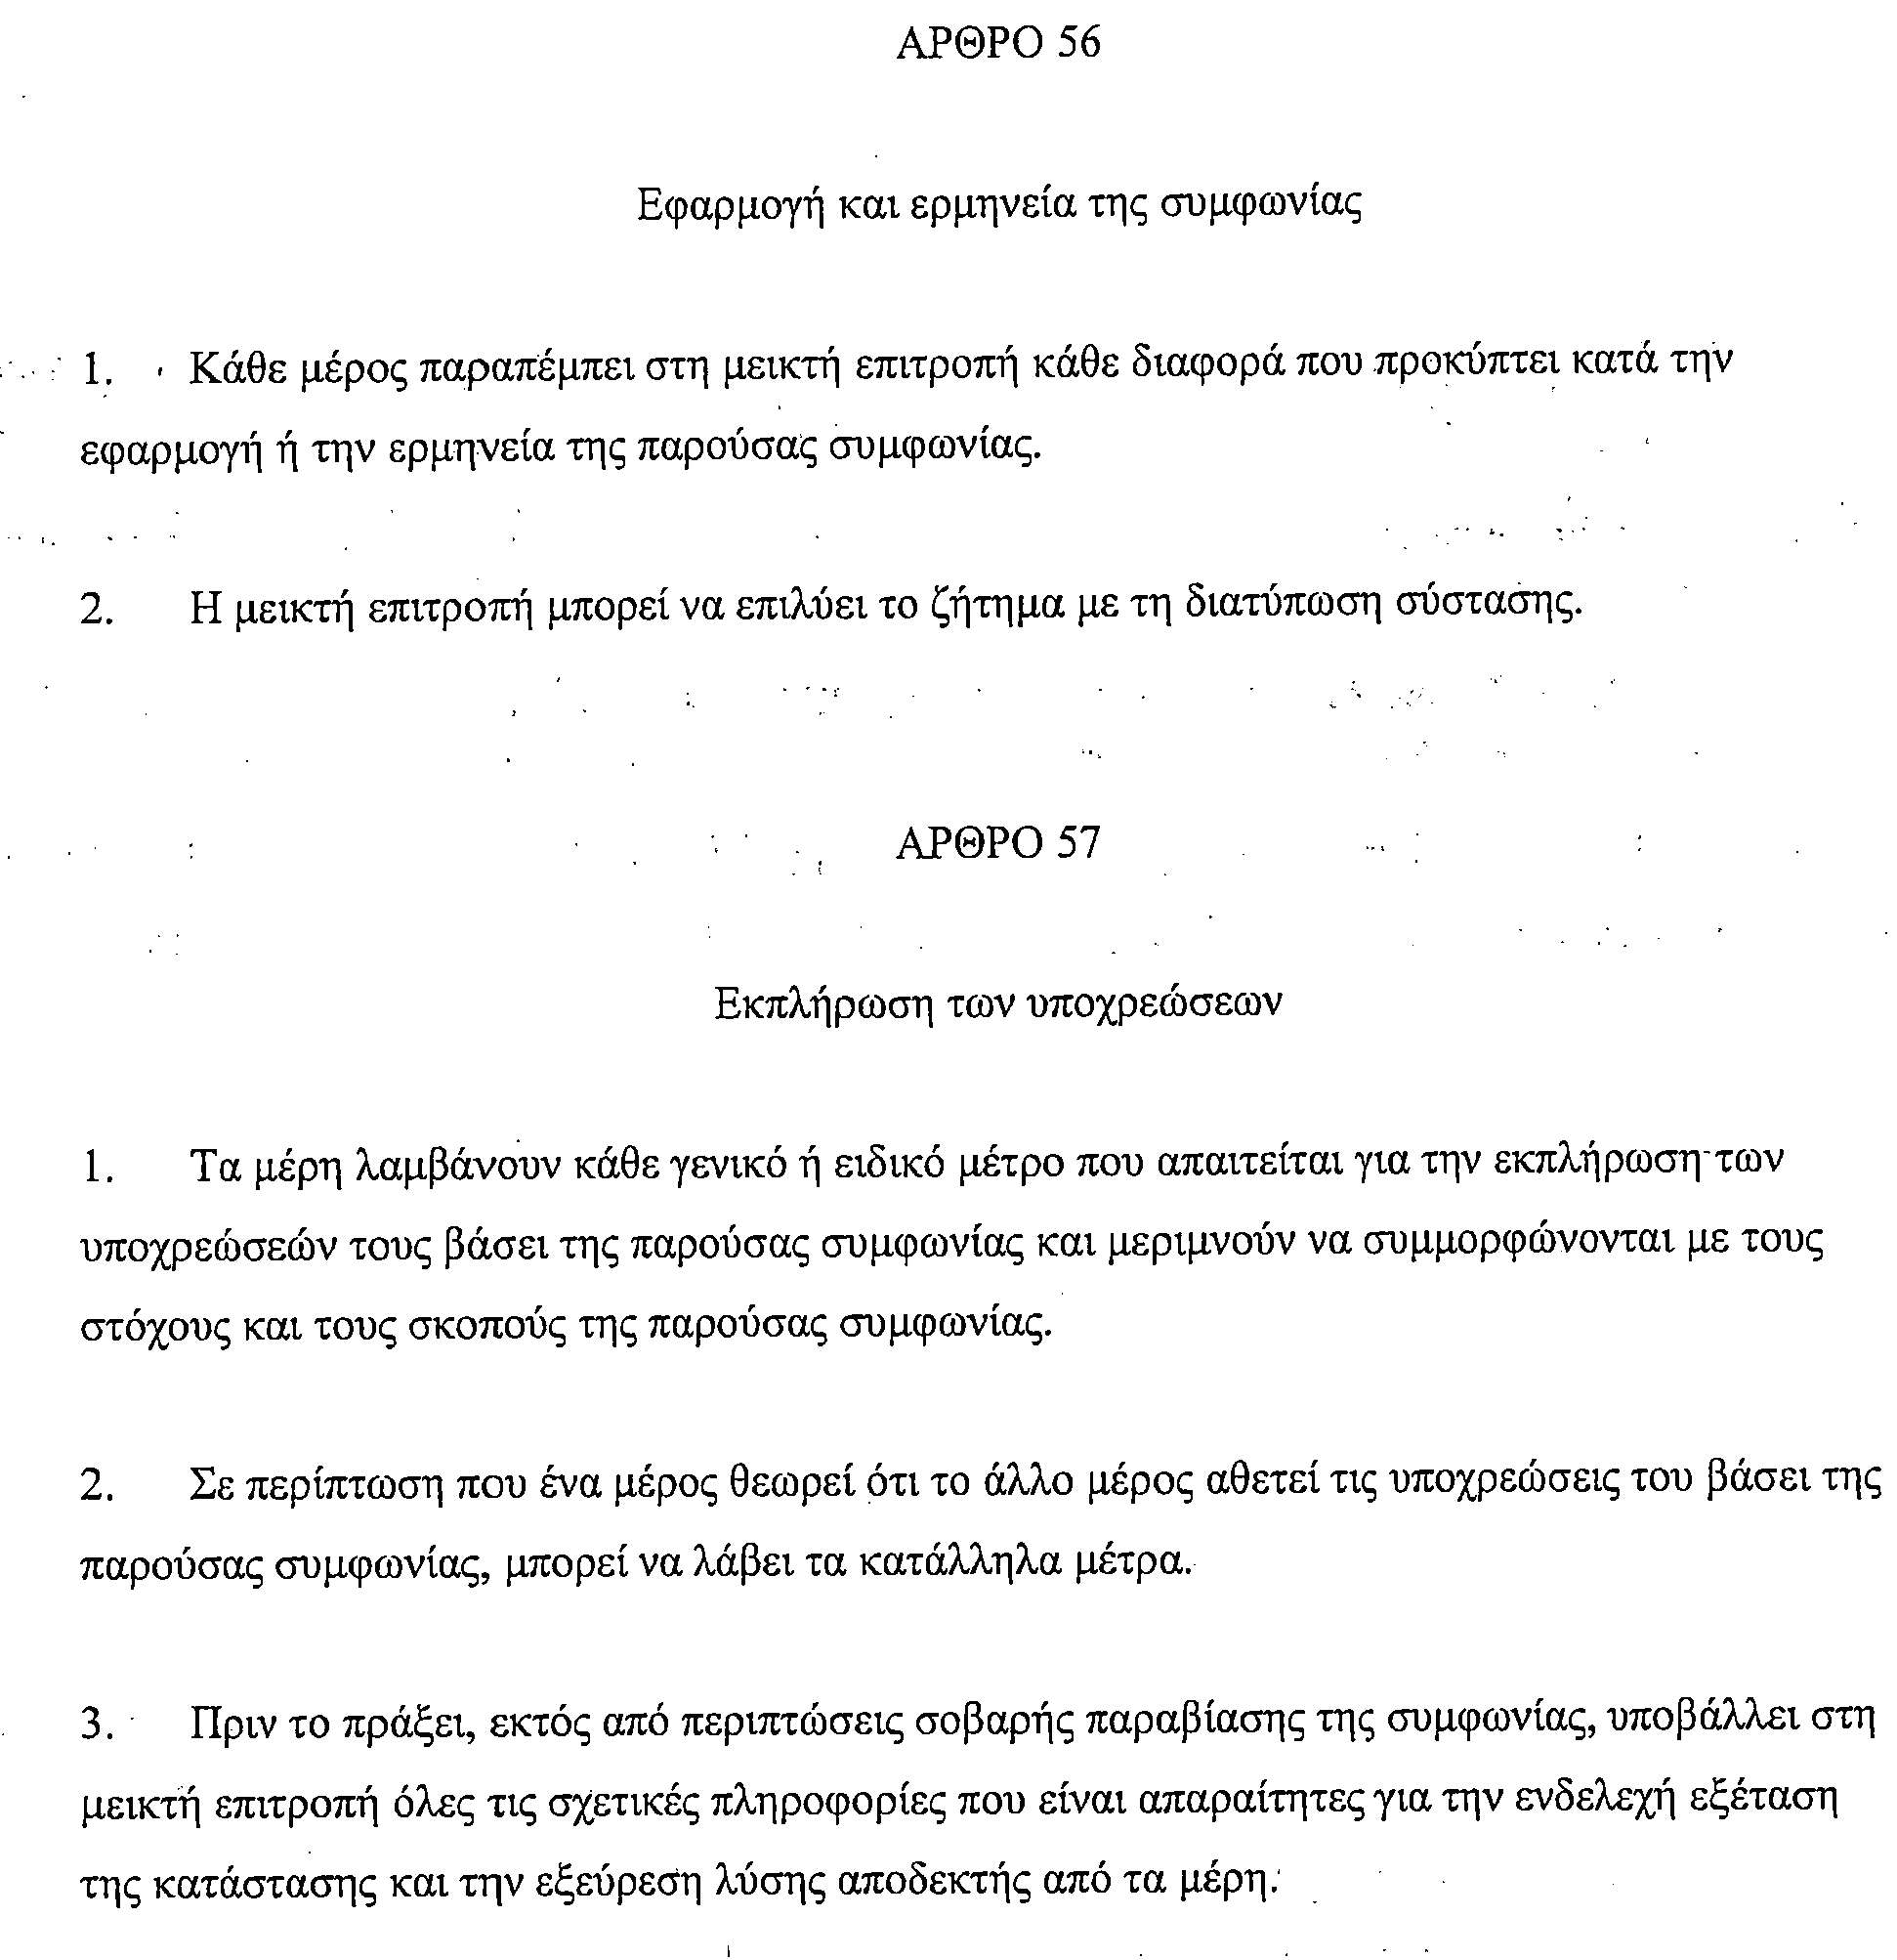 ΑΡΘΡΟ 56
Εφαρμογή και ερμηνεία της συμφωνίας
1. Κάθε μέρος παραπέμπει στη μεικτή επιτροπή κάθε διαφορά που προκύπτει κατά την
εφαρμογή ή την ερμηνεία της παρούσας συμφωνίας.
2. Η μεικτή επιτροπή μπορεί να επιλύει το ζήτημα με τη διατύπωση σύστασης.
ΑΡΘΡΟ 57
Εκπλήρωση των υποχρεώσεων
1. Τα μέρη λαμβάνουν κάθε γενικό ή ειδικό μέτρο που απαιτείται για την εκπλήρωση των
υποχρεώσεών τους βάσει της παρούσας συμφωνίας και μεριμνούν να συμμορφώνονται με τους
στόχους και τους σκοπούς της παρούσας συμφωνίας.
2. Σε περίπτωση που ένα μέρος θεωρεί ότι το άλλο μέρος αθετεί τις υποχρεώσεις του βάσει της
παρούσας συμφωνίας, μπορεί να λάβει τα κατάλληλα μέτρα.
3. Πριν το πράξει, εκτός από περιπτώσεις σοβαρής παραβίασης της συμφωνίας, υποβάλλει στη
μεικτή επιτροπή όλες τις σχετικές πληροφορίες που είναι απαραίτητες για την ενδελεχή εξέταση
της κατάστασης και την εξεύρεση λύσης αποδεκτής από τα μέρη.